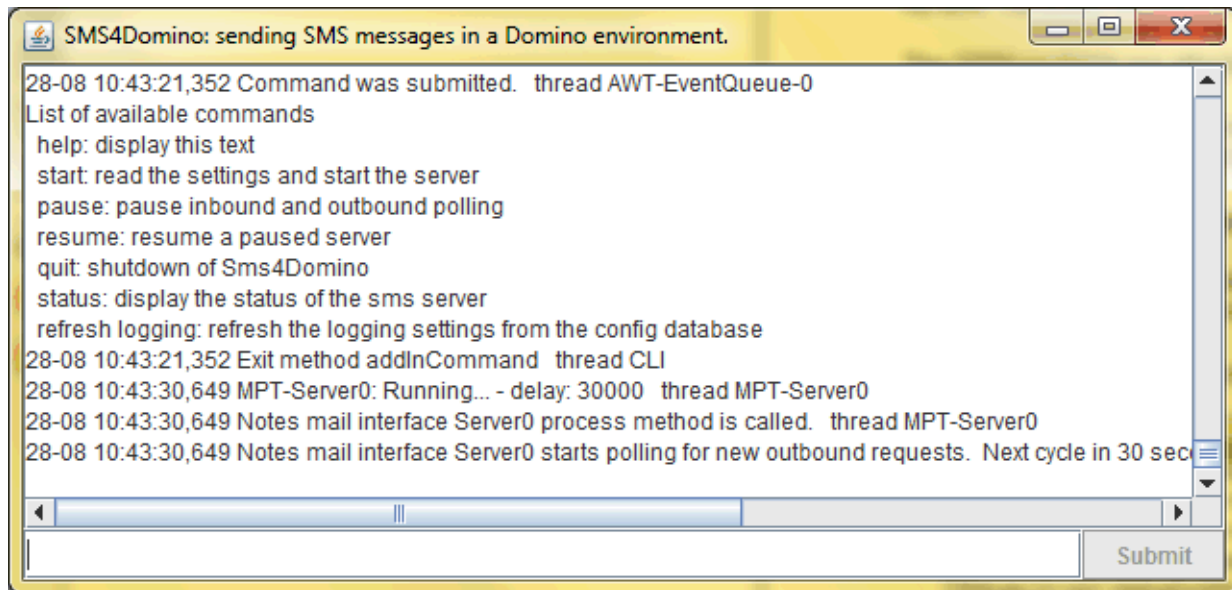 SMS4Domino: sending SMS messages in a Domino environment.
28-08 10:43:21,352 Command was submitted.   thread AWT-EventQueue-0
List of available commands
  help: display this text
  start: read the settings and start the server
  pause: pause inbound and outbound polling
  resume: resume a paused server
  quit: shutdown of Sms4Domino
  status: display the status of the sms server
  refresh logging: refresh the logging settings from the config database
28-08 10:43:21,352 Exit method addInCommand   thread CLI
28-08 10:43:30,649 MPT-Server0: Running... - delay: 30000   thread MPT-Server0
28-08 10:43:30,649 Notes mail interface Server0 process method is called.   thread MPT-Server0
28-08 10:43:30,649 Notes mail interface Server0 starts polling for new outbound requests.  Next cycle in 30 sec
Submit